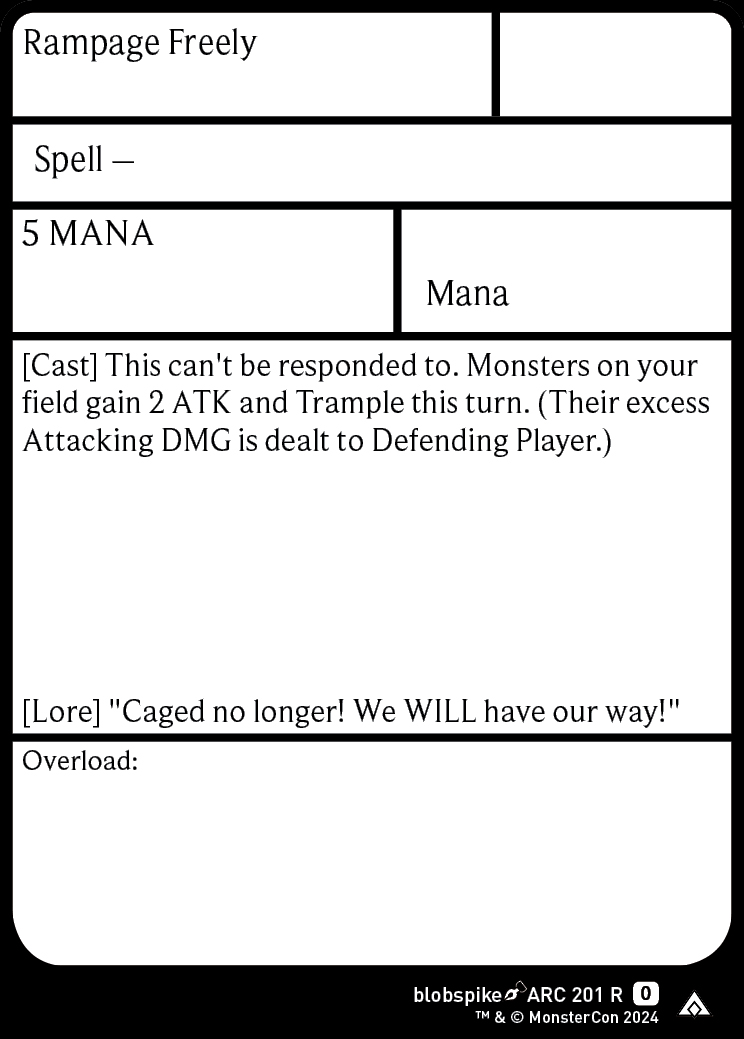 Rampage Freely
Spell —
5 MANA
Mana
[Cast] This can't be responded to. Monsters on your
field gain 2 ATK and Trample this turn. (Their excess
Attacking DMG is dealt to Defending Player.)
[Lore] "Caged no longer! We WILL have our way!"
Overload:
blobspike ARC 201 R 0
™ & © MonsterCon 2024